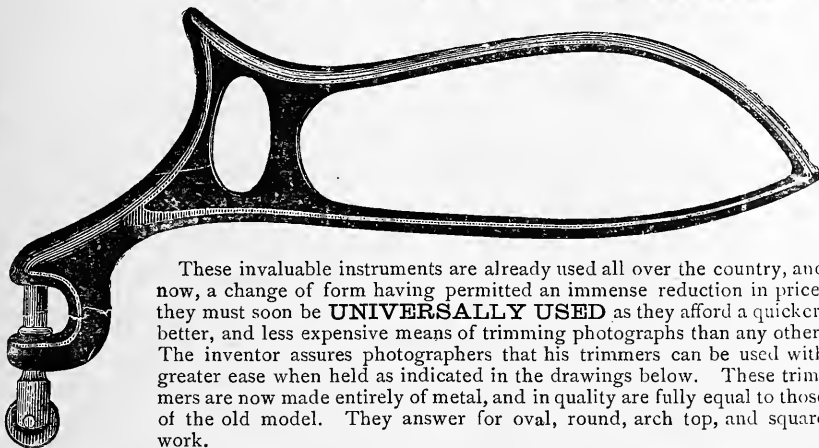 These invaluable instruments are already used all over the country, and
now, a change of form having permitted an immense reduction in price
they must soon be UNIVERSALLY USED as they afford a quicker
better, and less expensive means of trimming photographs than any other
The inventor assures photographers that his trimmers can be used with
greater ease when held as indicated in the drawings below. These trim
mers are now made entirely of metal, and in quality are fully equal to those
of the old model. They answer for oval, round, arch top, and square
work.